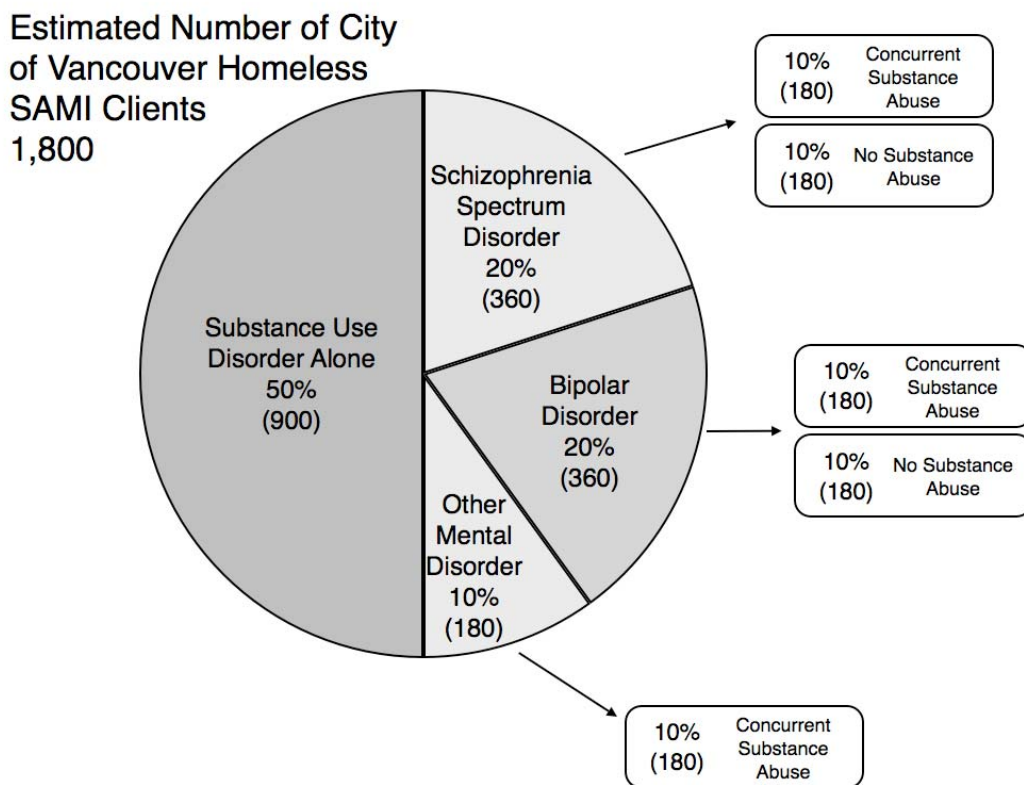 Estimated Number of City
of Vancouver Homeless
SAMI Clients
1,800
10%
(180)
Concurrent
Substance
Abuse
10%
(180)
No Substance
Abuse
Schizophrenia
Spectrum
Disorder
20%
(360)
Substance Use
Disorder Alone
50%
(900)
Bipolar
Disorder
20%
(360)
10%
(180)
Concurrent
Substance
Abuse
10%
(180)
No Substance
Abuse
Other
Mental
Disorder
10%
(180)
10%
(180)
Concurrent
Substance
Abuse